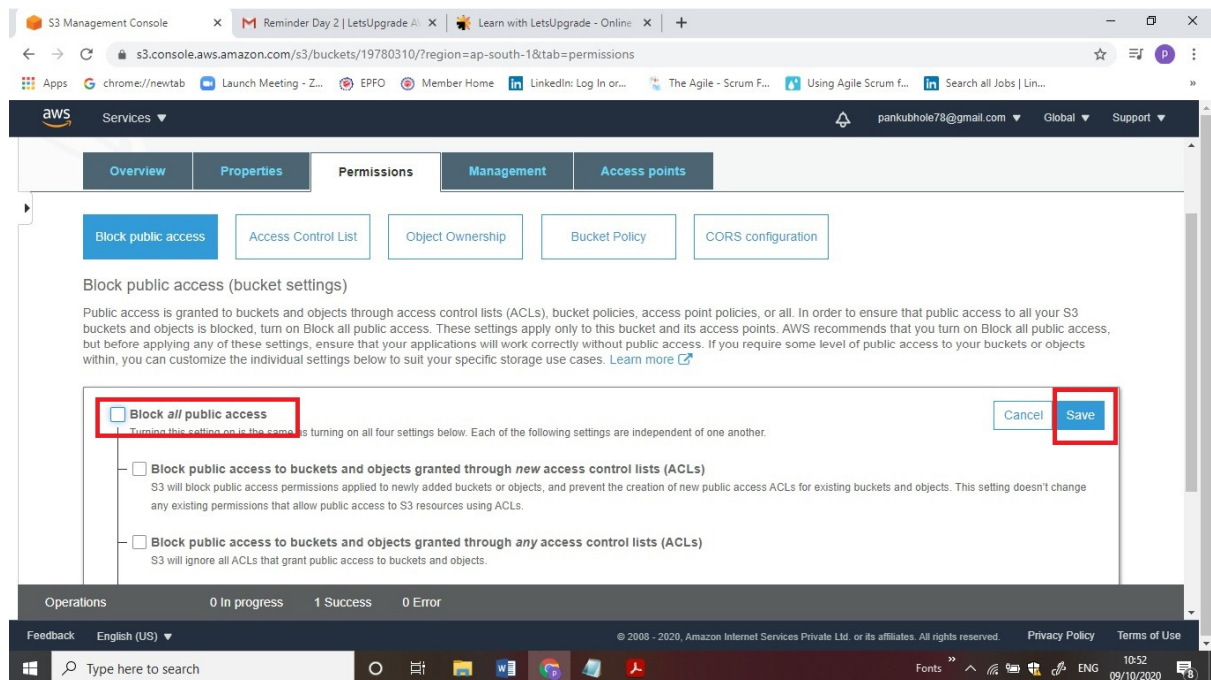 S3 Management Console
Reminder Day 2 | LetsUpgrade A
Learn with LetsUpgrade - Online
s3.console.aws.amazon.com/s3/buckets/19780310/?region=ap-south-1&tab=permissions
P
Apps chrome://newtab Launch Meeting - Z... EPFO Member Home LinkedIn: Log In or... The Agile - Scrum F... Using Agile Scrum f... Search all Jobs | Lin... »
aws Services pankubhole78@gmail.com Global Support
Overview Properties Permissions Management Access points
Block public access Access Control List Object Ownership Bucket Policy CORS configuration
Block public access (bucket settings)
Public access is granted to buckets and objects through access control lists (ACLs), bucket policies, access point policies, or all. In order to ensure that public access to all your S3
buckets and objects is blocked, turn on Block all public access. These settings apply only to this bucket and its access points. AWS recommends that you turn on Block all public access,
but before applying any of these settings, ensure that your applications will work correctly without public access. If you require some level of public access to your buckets or objects
within, you can customize the individual settings below to suit your specific storage use cases. Learn more
Block all public access
Cancel Save
Turning this setting on is the same as turning on all four settings below. Each of the following settings are independent of one another.
Block public access to buckets and objects granted through new access control lists (ACLs)
S3 will block public access permissions applied to newly added buckets or objects, and prevent the creation of new public access ACLs for existing buckets and objects. This setting doesn't change
any existing permissions that allow public access to S3 resources using ACLs.
Block public access to buckets and objects granted through any access control lists (ACLs)
S3 will ignore all ACLs that grant public access to buckets and objects.
Operations 0 In progress 1 Success 0 Error
Feedback English (US) © 2008 - 2020, Amazon Internet Services Private Ltd. or its affiliates. All rights reserved. Privacy Policy Terms of Use
Type here to search Fonts » ENG 10:52
09/10/2020 8